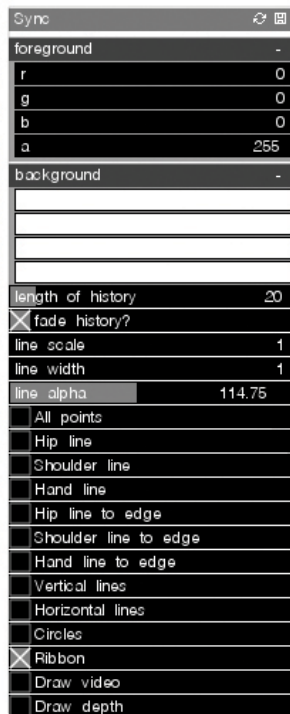 Sync
foreground -
r 0
g 0
b 0
a 255
background -
length of history 20
fade history?
line scale 1
line width 1
line alpha 114.75
All points
Hip line
Shoulder line
Hand line
Hip line to edge
Shoulder line to edge
Hand line to edge
Vertical lines
Horizontal lines
Circles
Ribbon
Draw video
Draw depth